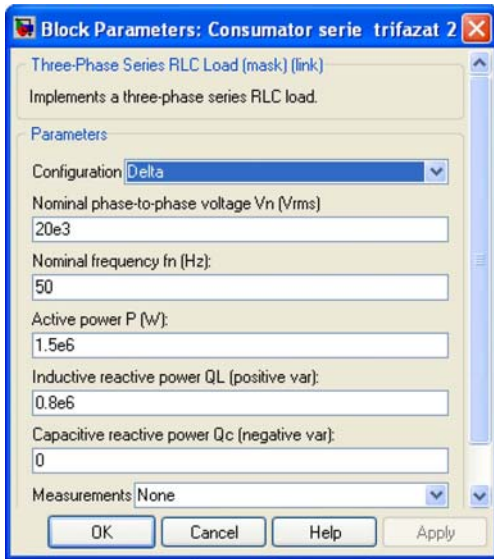 Block Parameters: Consumator serie trifazat 2
Three-Phase Series RLC Load (mask) (link)
Implements a three-phase series RLC load.
Parameters
Configuration Delta
Nominal phase-to-phase voltage Vn (Vrms)
20e3
Nominal frequency fn (Hz):
50
Active power P (W):
1.5e6
Inductive reactive power QL (positive var):
0.8e6
Capacitive reactive power Qc (negative var):
0
Measurements None
OK Cancel Help Apply